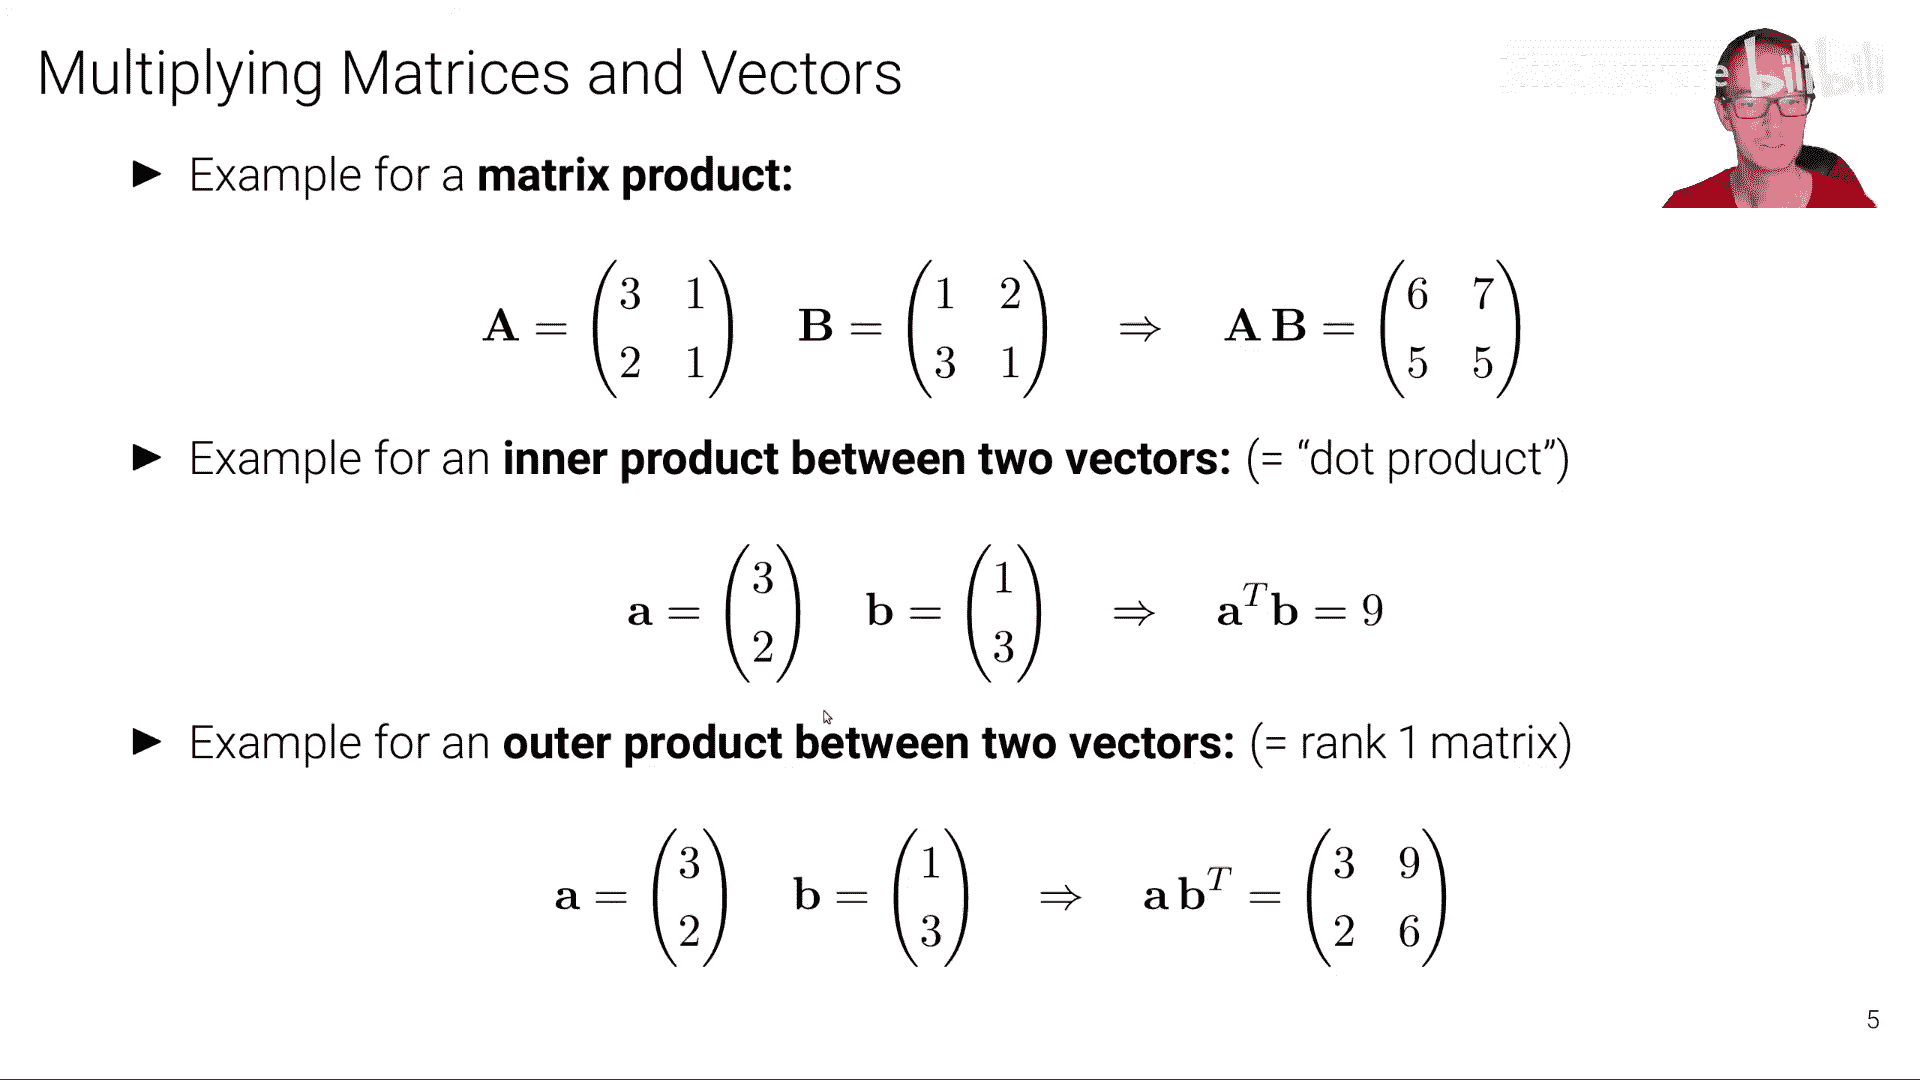 Multiplying Matrices and Vectors
bilibili
► Example for a matrix product:
A = ( 3 1 ; 2 1 ) B = ( 1 2 ; 3 1 ) ⇒ A B = ( 6 7 ; 5 5 )
► Example for an inner product between two vectors: (= “dot product”)
a = ( 3 ; 2 ) b = ( 1 ; 3 ) ⇒ a^T b = 9
► Example for an outer product between two vectors: (= rank 1 matrix)
a = ( 3 ; 2 ) b = ( 1 ; 3 ) ⇒ a b^T = ( 3 9 ; 2 6 )
5